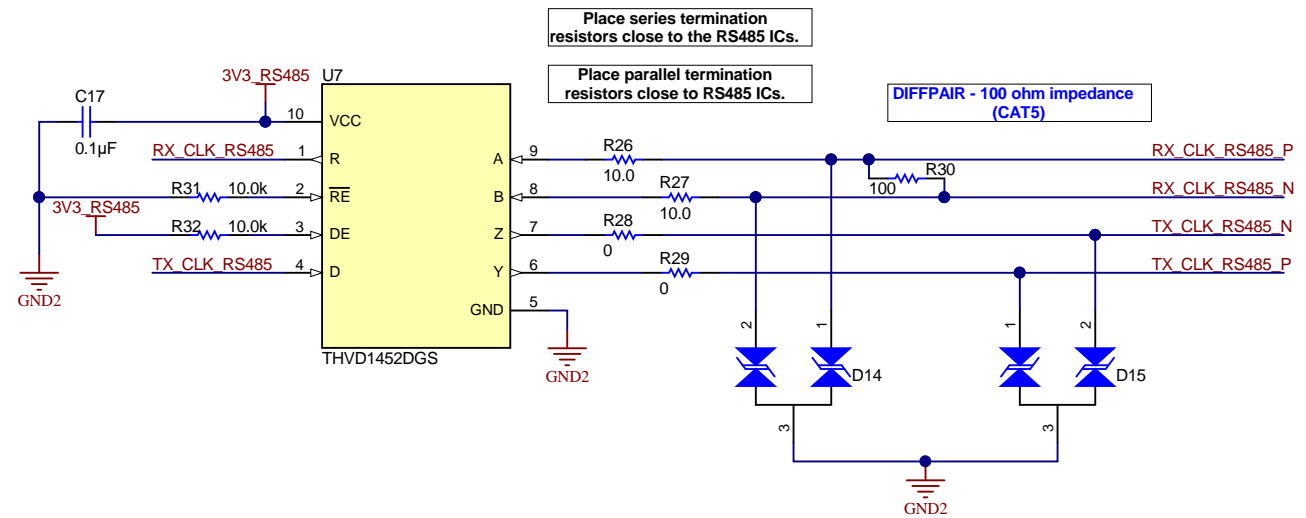 Place series termination
resistors close to the RS485 ICs.
Place parallel termination
resistors close to RS485 ICs.
DIFFPAIR - 100 ohm impedance
(CAT5)
3V3_RS485
U7
C17
0.1µF
10
VCC
RX_CLK_RS485
1
R
A
9
R26
10.0
RX_CLK_RS485_P
R30
100
R31
10.0k
2
RE
B
8
R27
10.0
RX_CLK_RS485_N
3V3_RS485
R32
10.0k
3
DE
Z
7
R28
0
TX_CLK_RS485_N
TX_CLK_RS485
4
D
Y
6
R29
0
TX_CLK_RS485_P
GND2
GND
5
THVD1452DGS
GND2
2
1
D14
1
2
D15
3
3
GND2